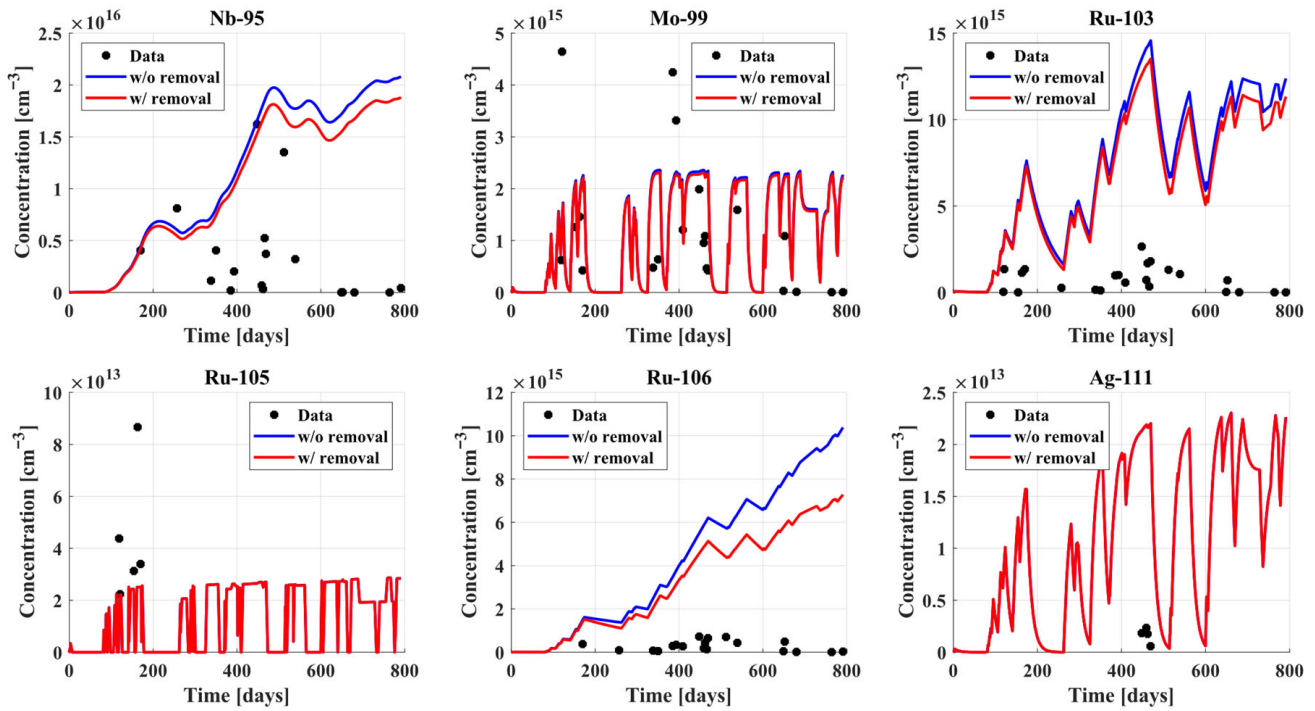 Nb-95
×10^16
Concentration [cm⁻³]
2.5
2
1.5
1
0.5
0
0 200 400 600 800
Time [days]
Data
w/o removal
w/ removal
Mo-99
×10^15
Concentration [cm⁻³]
5
4
3
2
1
0
0 200 400 600 800
Time [days]
Data
w/o removal
w/ removal
Ru-103
×10^15
Concentration [cm⁻³]
15
10
5
0
0 200 400 600 800
Time [days]
Data
w/o removal
w/ removal
Ru-105
×10^13
Concentration [cm⁻³]
10
8
6
4
2
0
0 200 400 600 800
Time [days]
Data
w/o removal
w/ removal
Ru-106
×10^15
Concentration [cm⁻³]
12
10
8
6
4
2
0
0 200 400 600 800
Time [days]
Data
w/o removal
w/ removal
Ag-111
×10^13
Concentration [cm⁻³]
2.5
2
1.5
1
0.5
0
0 200 400 600 800
Time [days]
Data
w/o removal
w/ removal